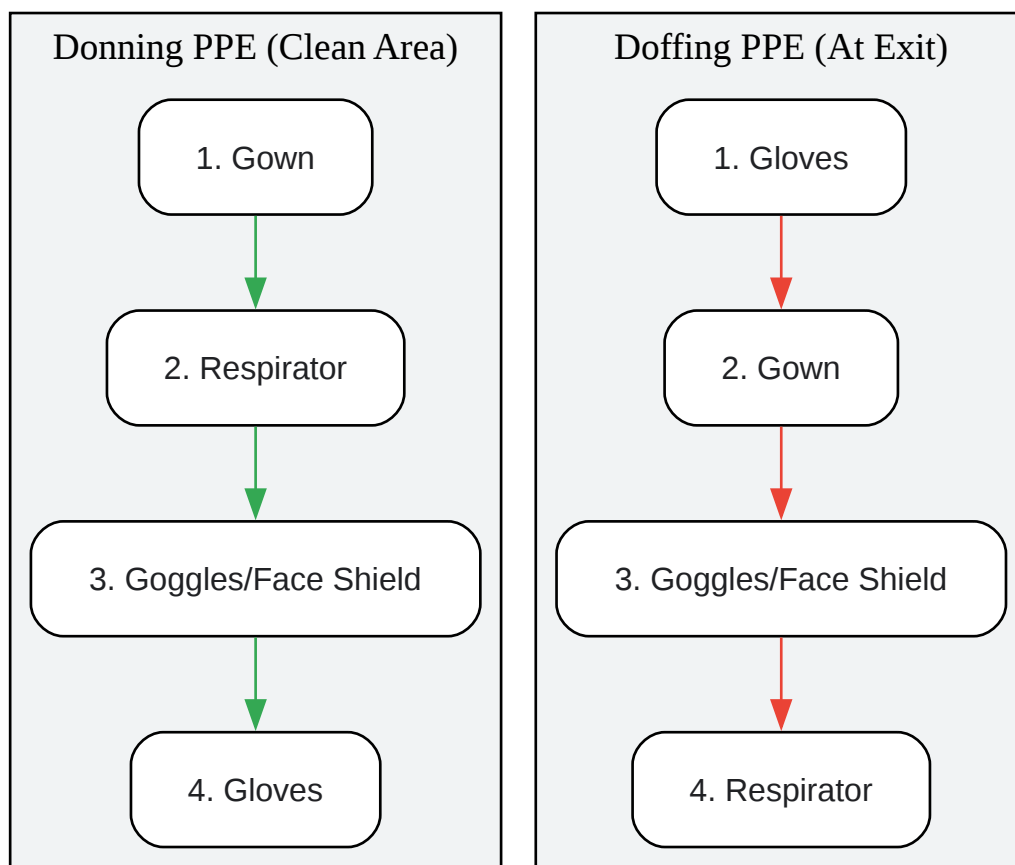 Donning PPE (Clean Area)
1. Gown
2. Respirator
3. Goggles/Face Shield
4. Gloves
Doffing PPE (At Exit)
1. Gloves
2. Gown
3. Goggles/Face Shield
4. Respirator